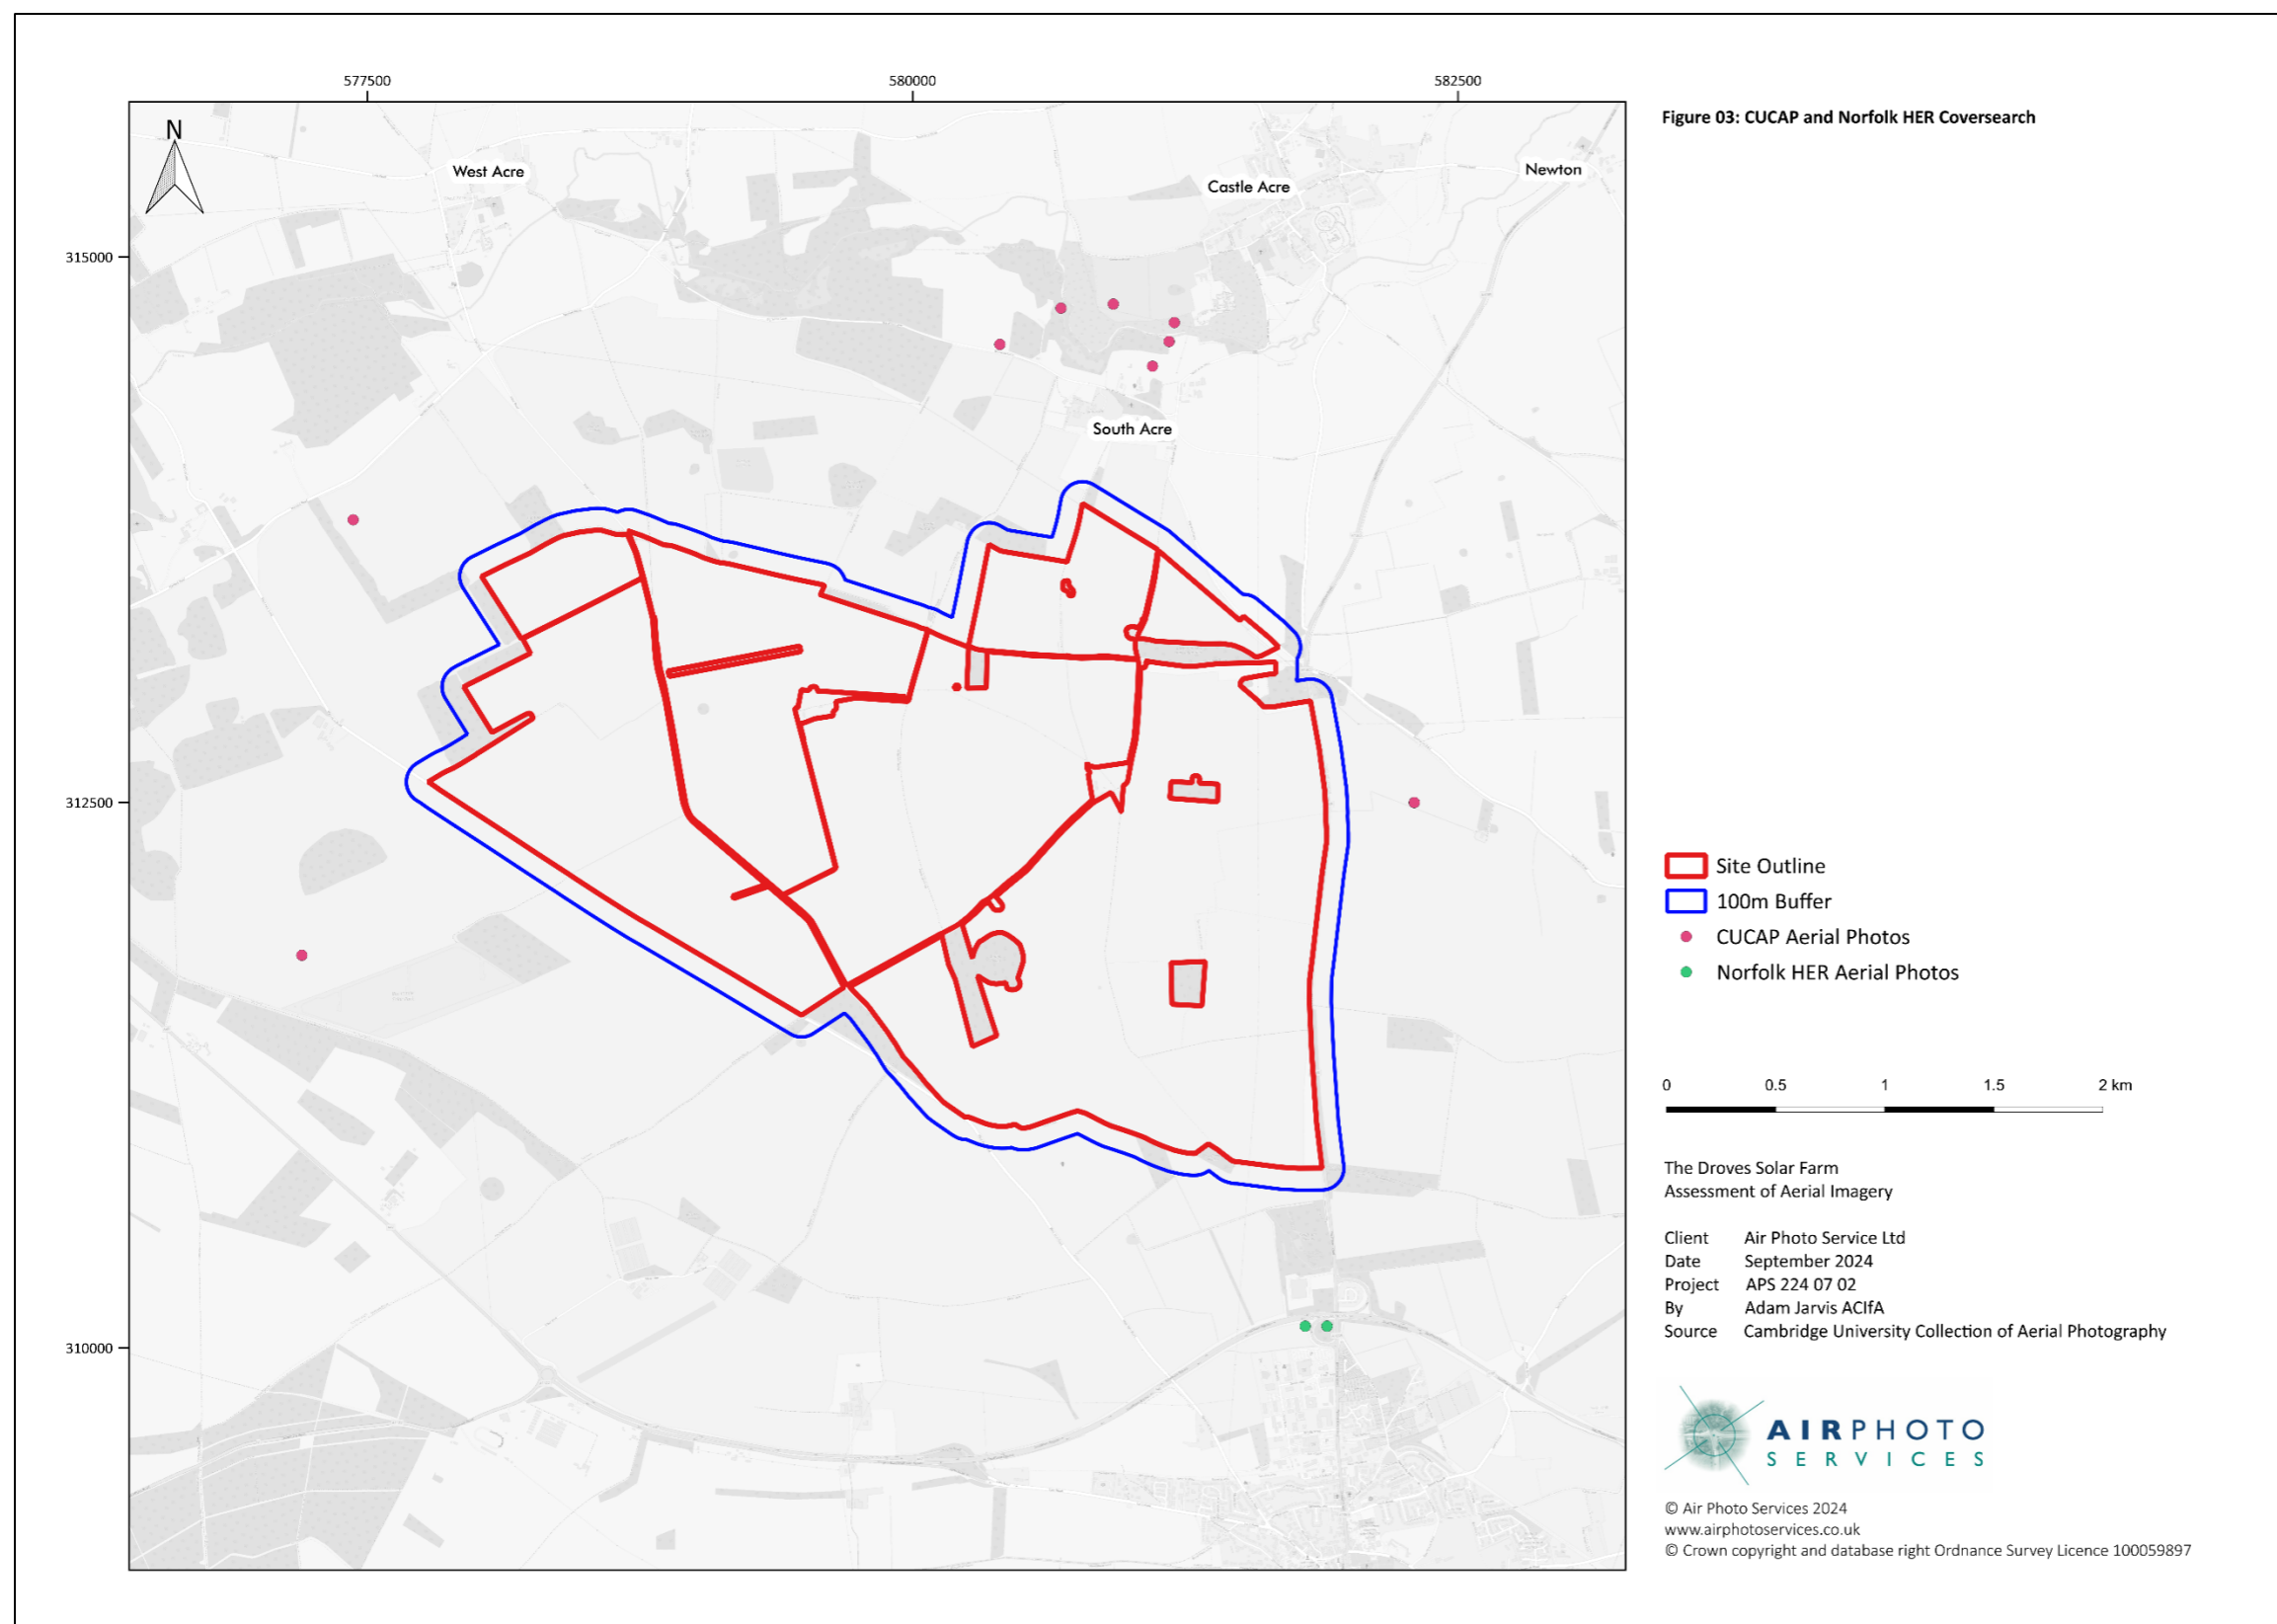 577500 580000 582500
Figure 03: CUCAP and Norfolk HER Coversearch
N
West Acre
Newton
Castle Acre
315000
South Acre
312500
Site Outline
100m Buffer
CUCAP Aerial Photos
Norfolk HER Aerial Photos
0 0.5 1 1.5 2 km
The Droves Solar Farm
Assessment of Aerial Imagery
Client Air Photo Service Ltd
Date September 2024
Project APS 224 07 02
By Adam Jarvis ACIfA
Source Cambridge University Collection of Aerial Photography
310000
AIRPHOTO
SERVICES
© Air Photo Services 2024
www.airphotoservices.co.uk
© Crown copyright and database right Ordnance Survey Licence 100059897